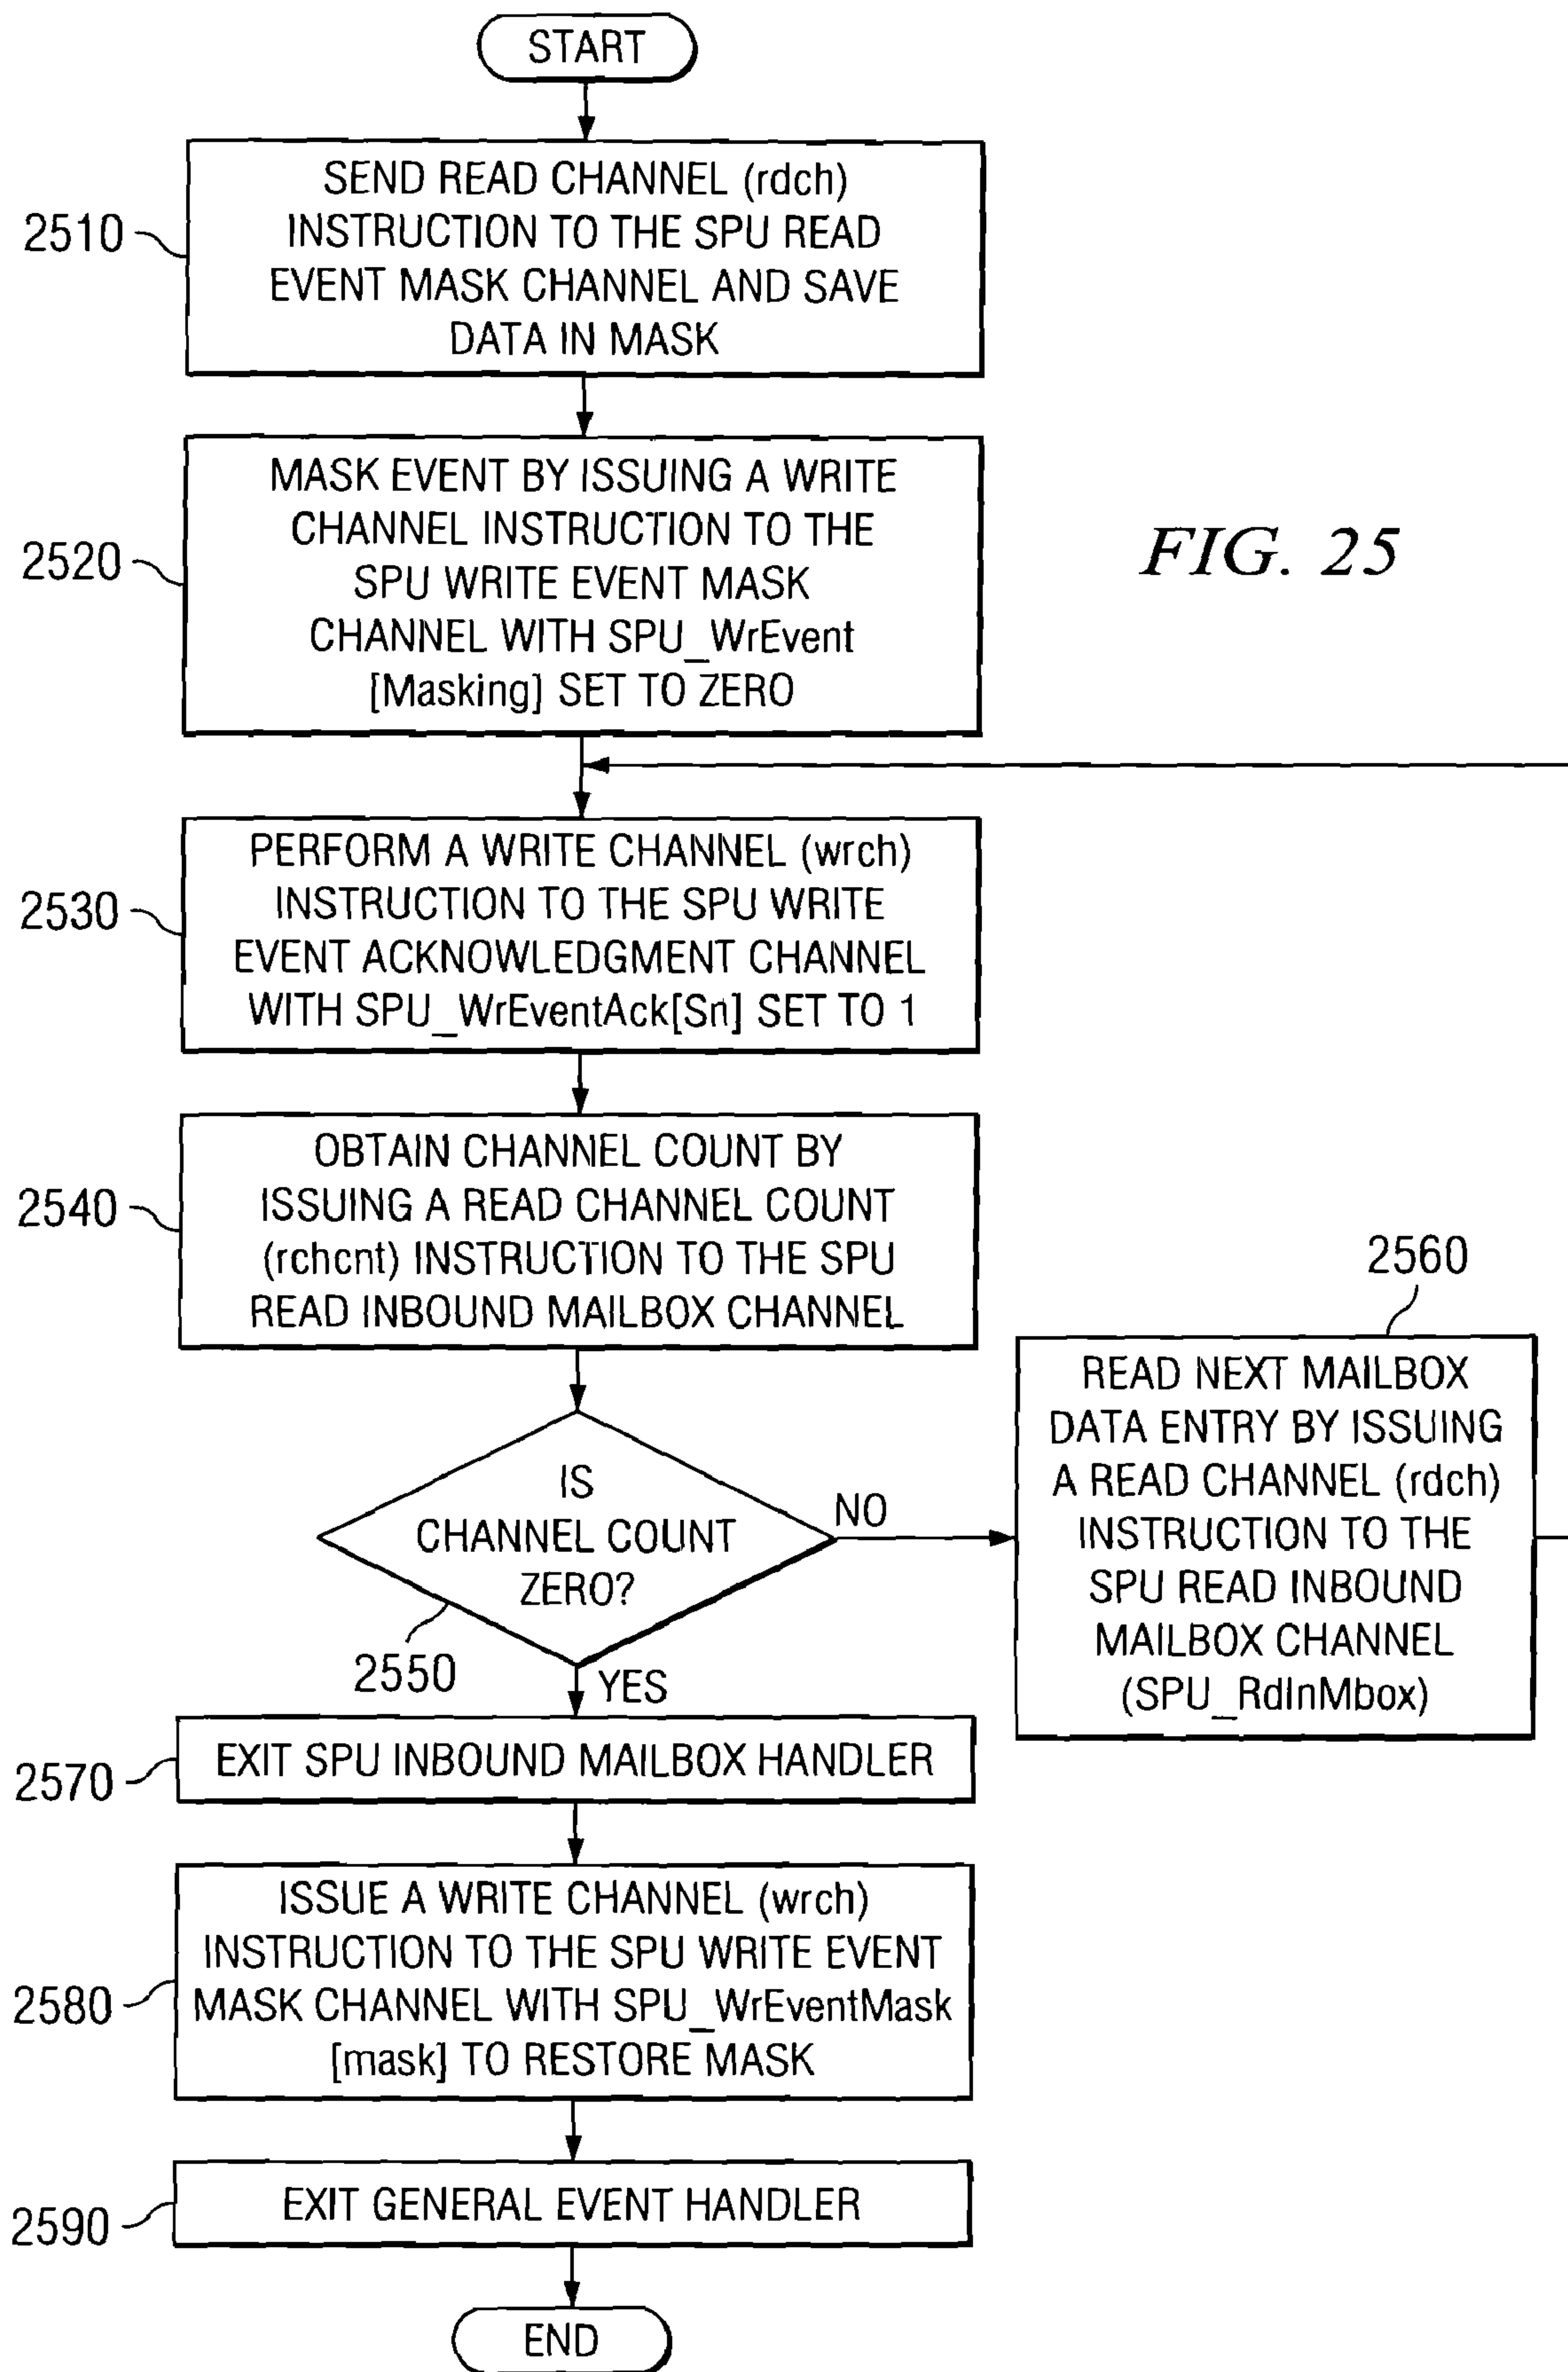 START
SEND READ CHANNEL (rdch)
INSTRUCTION TO THE SPU READ
EVENT MASK CHANNEL AND SAVE
DATA IN MASK
2510
MASK EVENT BY ISSUING A WRITE
CHANNEL INSTRUCTION TO THE
SPU WRITE EVENT MASK
CHANNEL WITH SPU_WrEvent
[Masking] SET TO ZERO
2520
FIG. 25
PERFORM A WRITE CHANNEL (wrch)
INSTRUCTION TO THE SPU WRITE
EVENT ACKNOWLEDGMENT CHANNEL
WITH SPU_WrEventAck[Sn] SET TO 1
2530
OBTAIN CHANNEL COUNT BY
ISSUING A READ CHANNEL COUNT
(rchcnt) INSTRUCTION TO THE SPU
READ INBOUND MAILBOX CHANNEL
2540
IS
CHANNEL COUNT
ZERO?
2550
NO
YES
2560
READ NEXT MAILBOX
DATA ENTRY BY ISSUING
A READ CHANNEL (rdch)
INSTRUCTION TO THE
SPU READ INBOUND
MAILBOX CHANNEL
(SPU_RdInMbox)
EXIT SPU INBOUND MAILBOX HANDLER
2570
ISSUE A WRITE CHANNEL (wrch)
INSTRUCTION TO THE SPU WRITE EVENT
MASK CHANNEL WITH SPU_WrEventMask
[mask] TO RESTORE MASK
2580
EXIT GENERAL EVENT HANDLER
2590
END